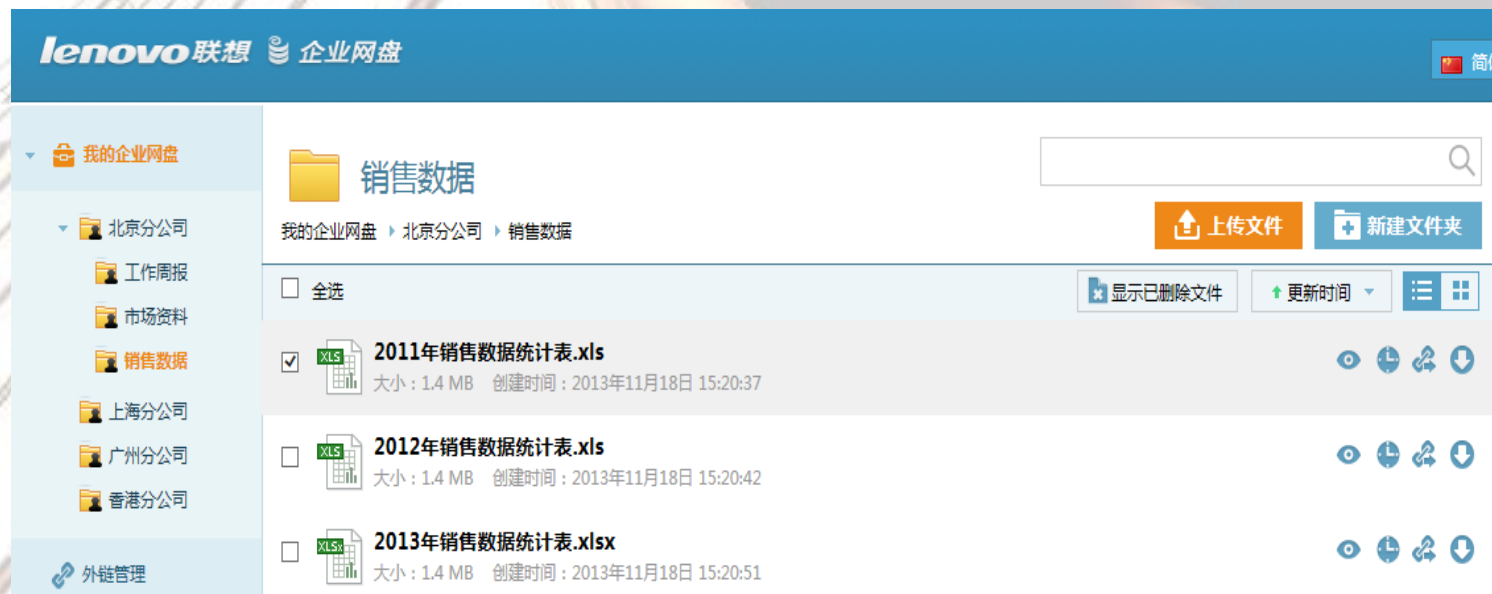 lenovo联想 企业网盘
简
我的企业网盘
北京分公司
工作周报
市场资料
销售数据
上海分公司
广州分公司
香港分公司
外链管理
销售数据
我的企业网盘 北京分公司 销售数据
上传文件 新建文件夹
全选 显示已删除文件 更新时间
XLS 2011年销售数据统计表.xls
大小：1.4 MB 创建时间：2013年11月18日 15:20:37
XLS 2012年销售数据统计表.xls
大小：1.4 MB 创建时间：2013年11月18日 15:20:42
XLSx 2013年销售数据统计表.xlsx
大小：1.4 MB 创建时间：2013年11月18日 15:20:51